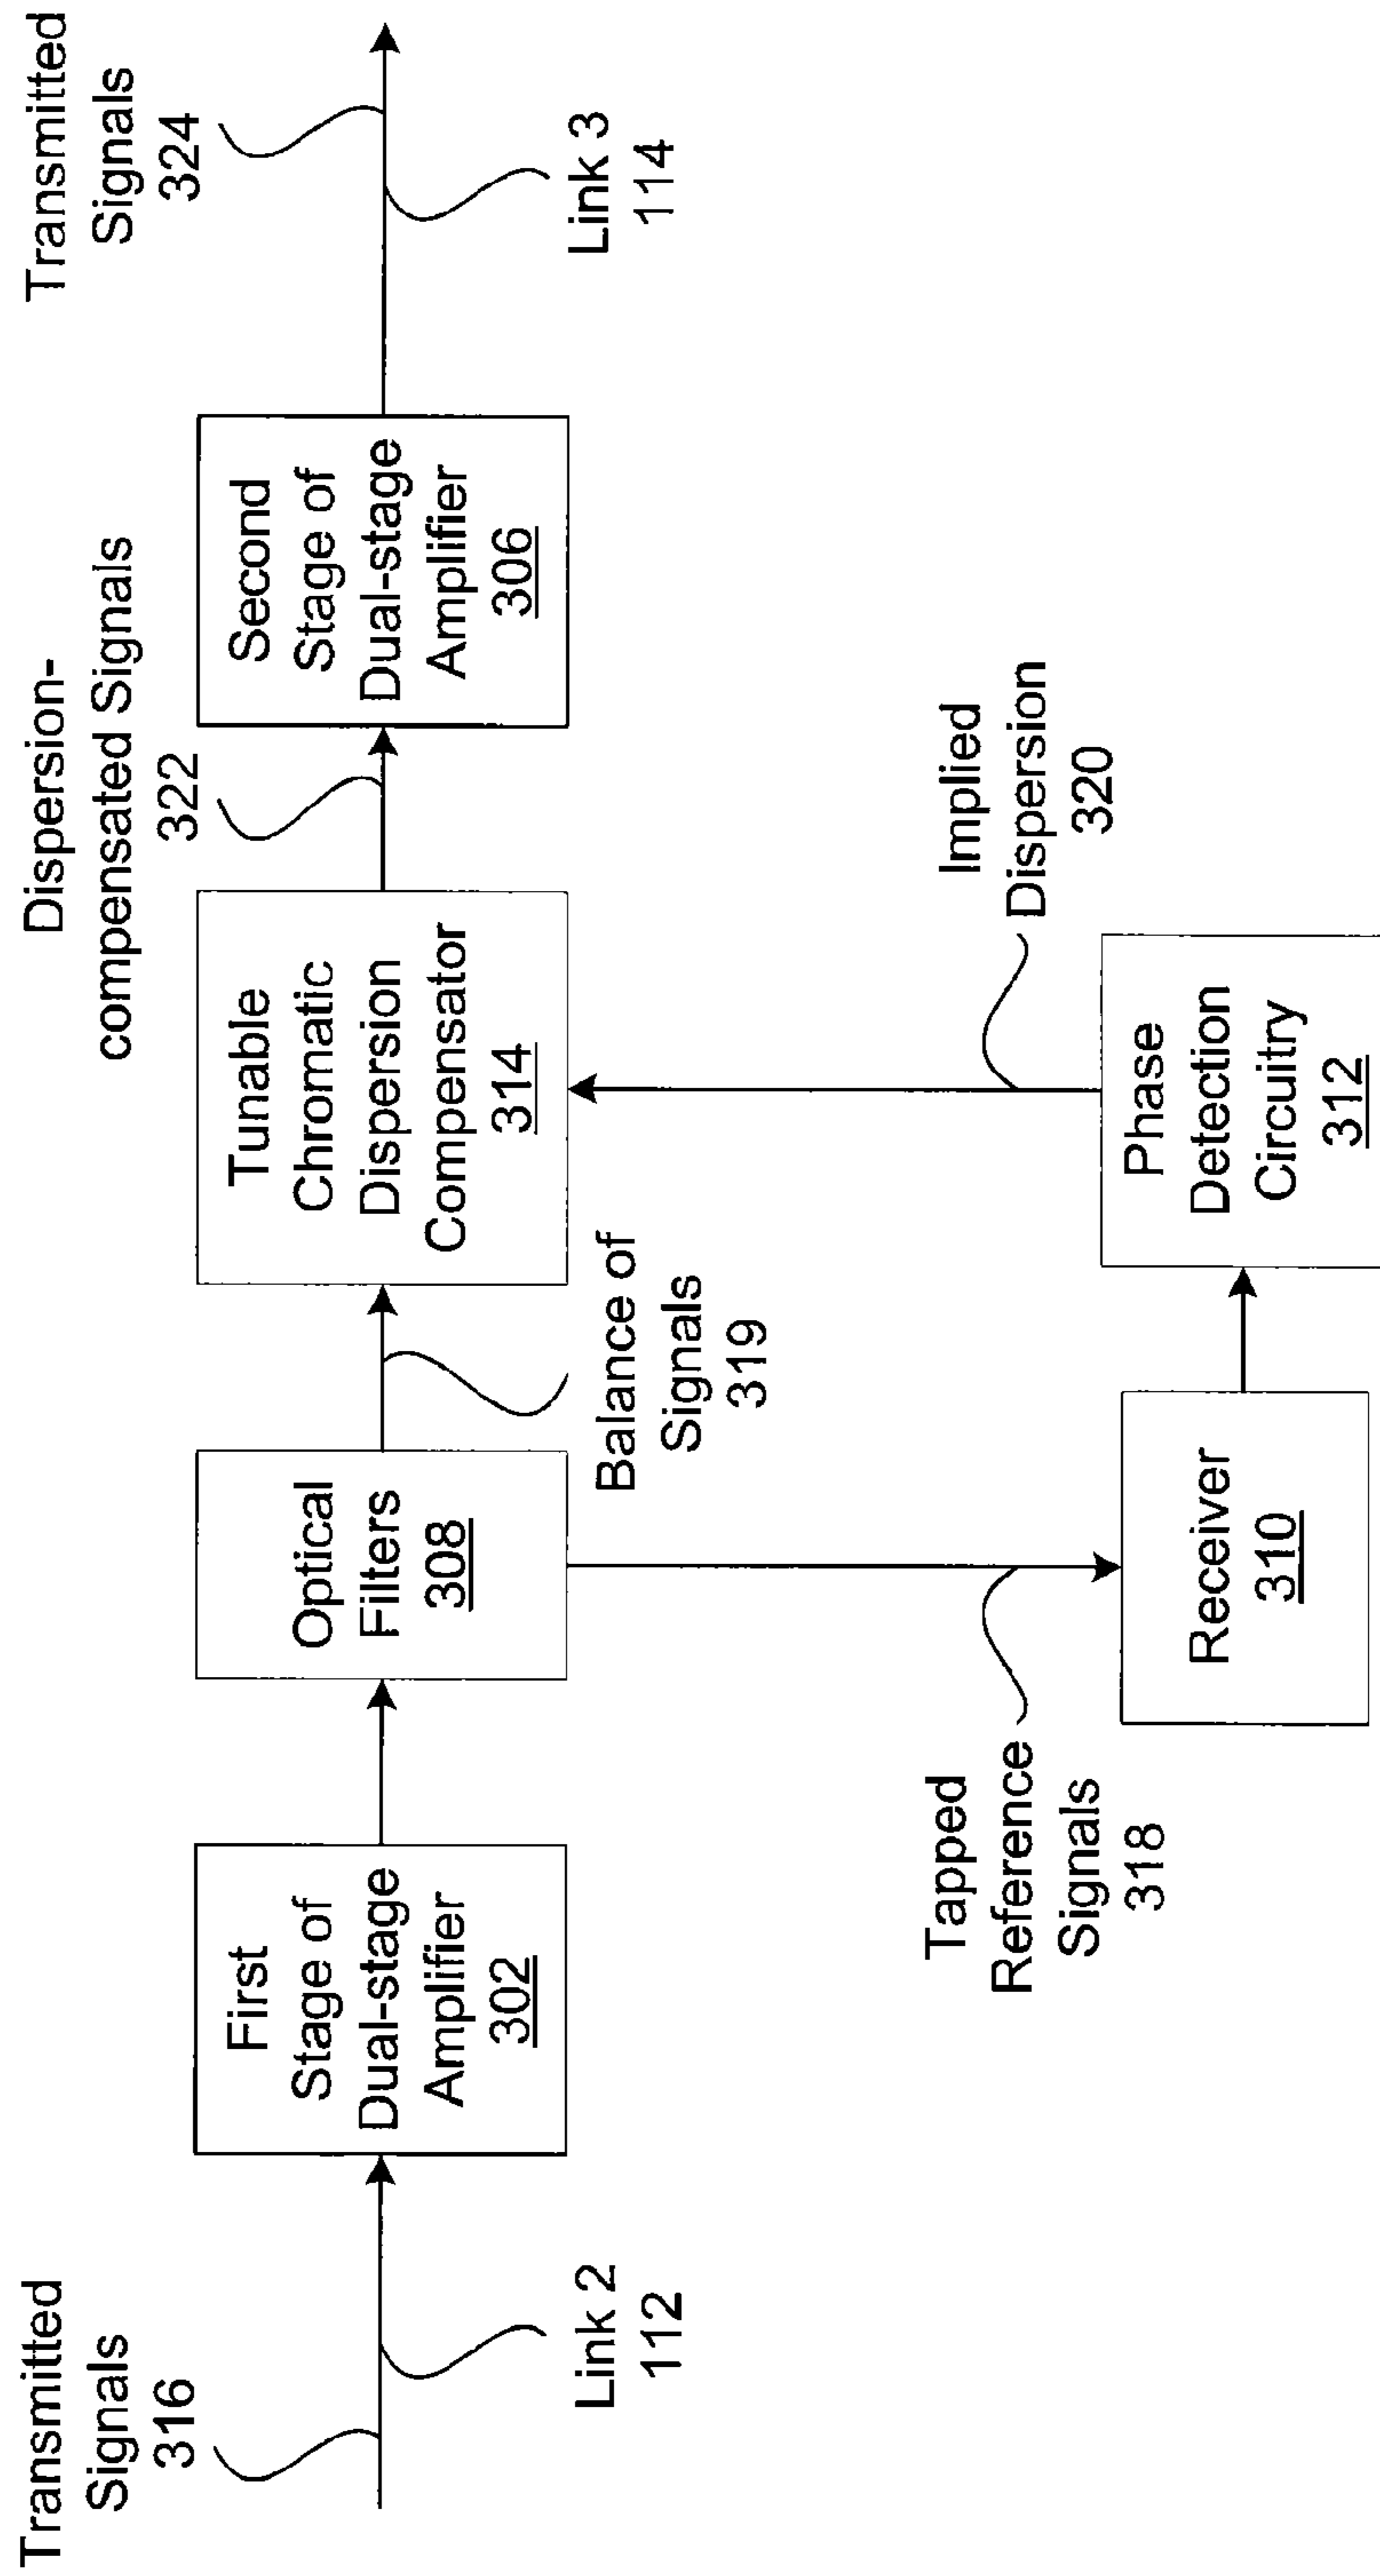 Transmitted
Signals
316
Link 2
112
First
Stage of
Dual-stage
Amplifier
302
Optical
Filters
308
Tapped
Reference
Signals
318
Receiver
310
Balance of
Signals
319
Tunable
Chromatic
Dispersion
Compensator
314
Phase
Detection
Circuitry
312
Implied
Dispersion
320
Dispersion-
compensated Signals
322
Second
Stage of
Dual-stage
Amplifier
306
Transmitted
Signals
324
Link 3
114